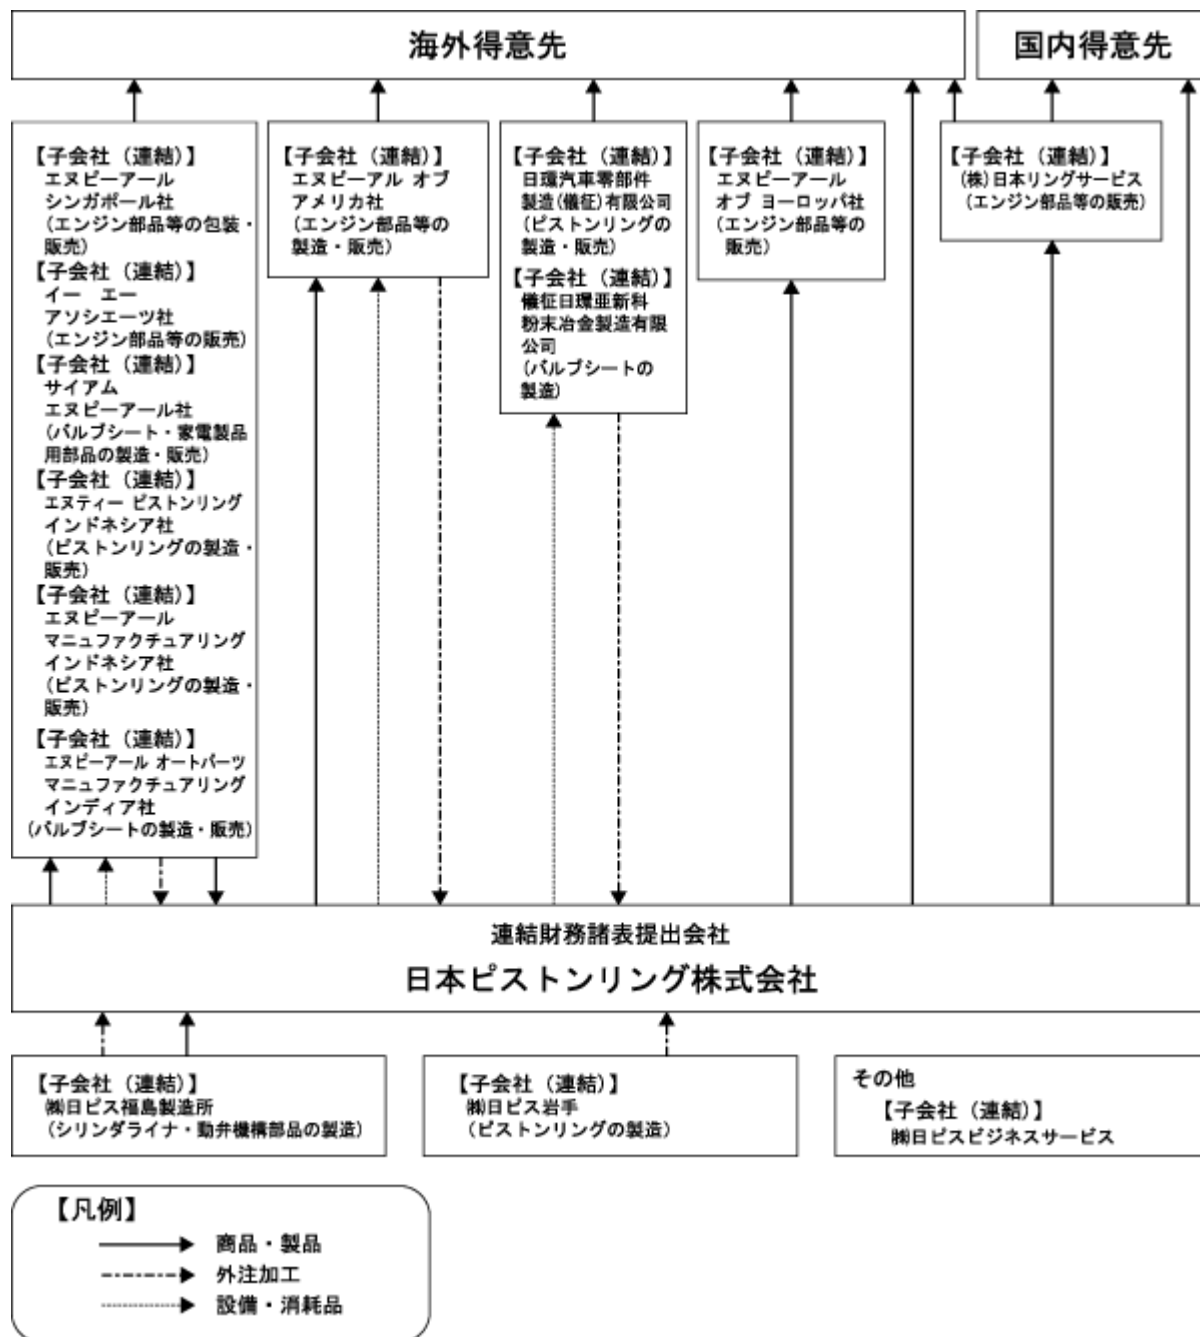 海外得意先
国内得意先
【子会社（連結）】
エヌピーアール
シンガポール社
(エンジン部品等の包装・
販売)
【子会社（連結）】
イー　エー
アソシエーツ社
(エンジン部品等の販売)
【子会社（連結）】
サイアム
エヌピーアール社
(バルブシート・家電製品
用部品の製造・販売)
【子会社（連結）】
エヌティー ピストンリング
インドネシア社
(ピストンリングの製造・
販売)
【子会社（連結）】
エヌピーアール
マニュファクチュアリング
インドネシア社
(ピストンリングの製造・
販売)
【子会社（連結）】
エヌピーアール オートパーツ
マニュファクチュアリング
インディア社
(バルブシートの製造・販売)
【子会社（連結）】
エヌピーアル オブ
アメリカ社
(エンジン部品等の
製造・販売)
【子会社（連結）】
日環汽車零部件
製造(儀征)有限公司
(ピストンリングの
製造・販売)
【子会社（連結）】
儀征日環亜新科
粉末冶金製造有限
公司
(バルブシートの
製造)
【子会社（連結）】
エヌピーアール
オブ ヨーロッパ社
(エンジン部品等の
販売)
【子会社（連結）】
(株)日本リングサービス
(エンジン部品等の販売)
連結財務諸表提出会社
日本ピストンリング株式会社
【子会社（連結）】
㈱日ピス福島製造所
(シリンダライナ・動弁機構部品の製造)
【子会社（連結）】
㈱日ピス岩手
(ピストンリングの製造)
その他
【子会社（連結）】
㈱日ピスビジネスサービス
【凡例】
商品・製品
外注加工
設備・消耗品